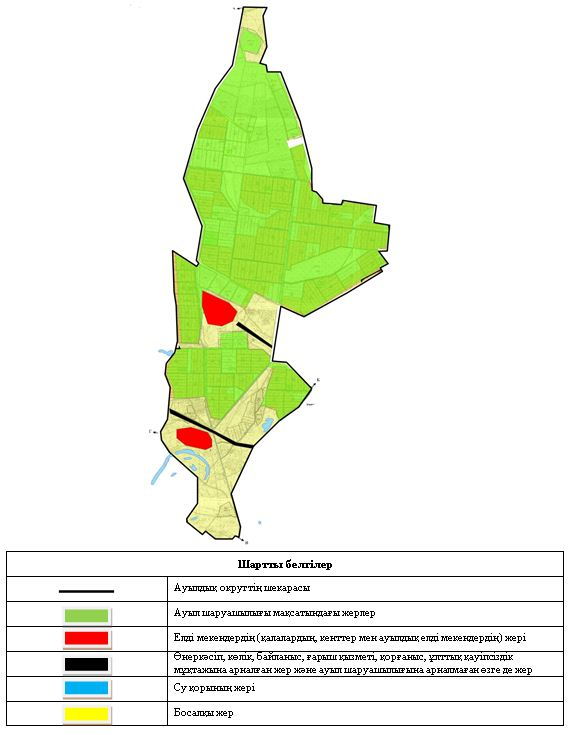 Шартты белгілер
Ауылдық округтің шекарасы
Ауыл шаруашылығы мақсатындағы жерлер
Елді мекендердің (қалалардың, кенттер мен ауылдық елді мекендердің) жері
Өнеркәсіп, көлік, байланыс, ғарыш қызметі, қорғаныс, ұлттық қауіпсіздік
мұқтажына арналған жер және ауыл шаруашылығына арналмаған өзге де жер
Су қорының жері
Босалқы жер